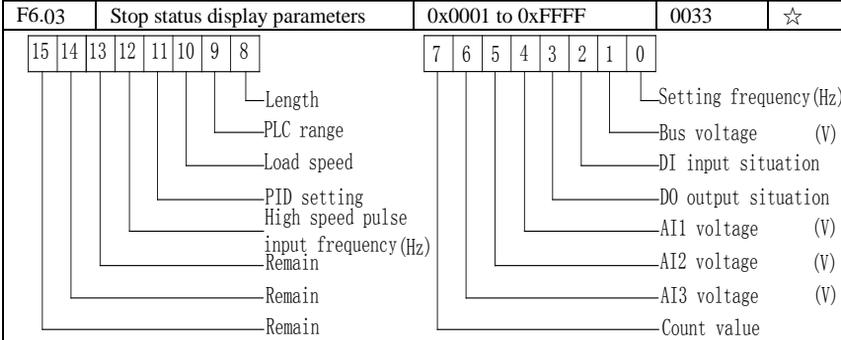 F6.03 Stop status display parameters 0x0001 to 0xFFFF 0033 ☆
15 14 13 12 11 10 9 8 7 6 5 4 3 2 1 0
Length Setting frequency(Hz)
PLC range Bus voltage (V)
Load speed DI input situation
PID setting DO output situation
High speed pulse
input frequency(Hz) AI1 voltage (V)
Remain AI2 voltage (V)
Remain AI3 voltage (V)
Remain Count value